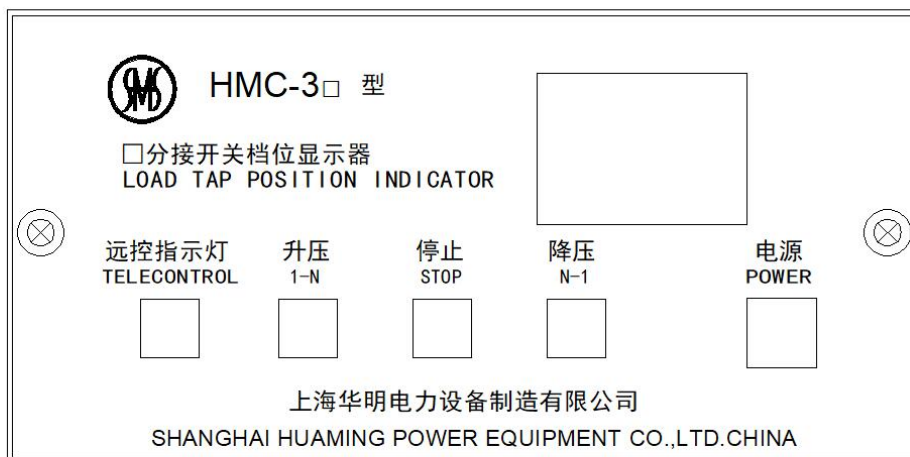 SMS HMC-3□ 型
□分接开关档位显示器
LOAD TAP POSITION INDICATOR
远控指示灯 升压 停止 降压 电源
TELECONTROL 1-N STOP N-1 POWER
上海华明电力设备制造有限公司
SHANGHAI HUAMING POWER EQUIPMENT CO.,LTD.CHINA